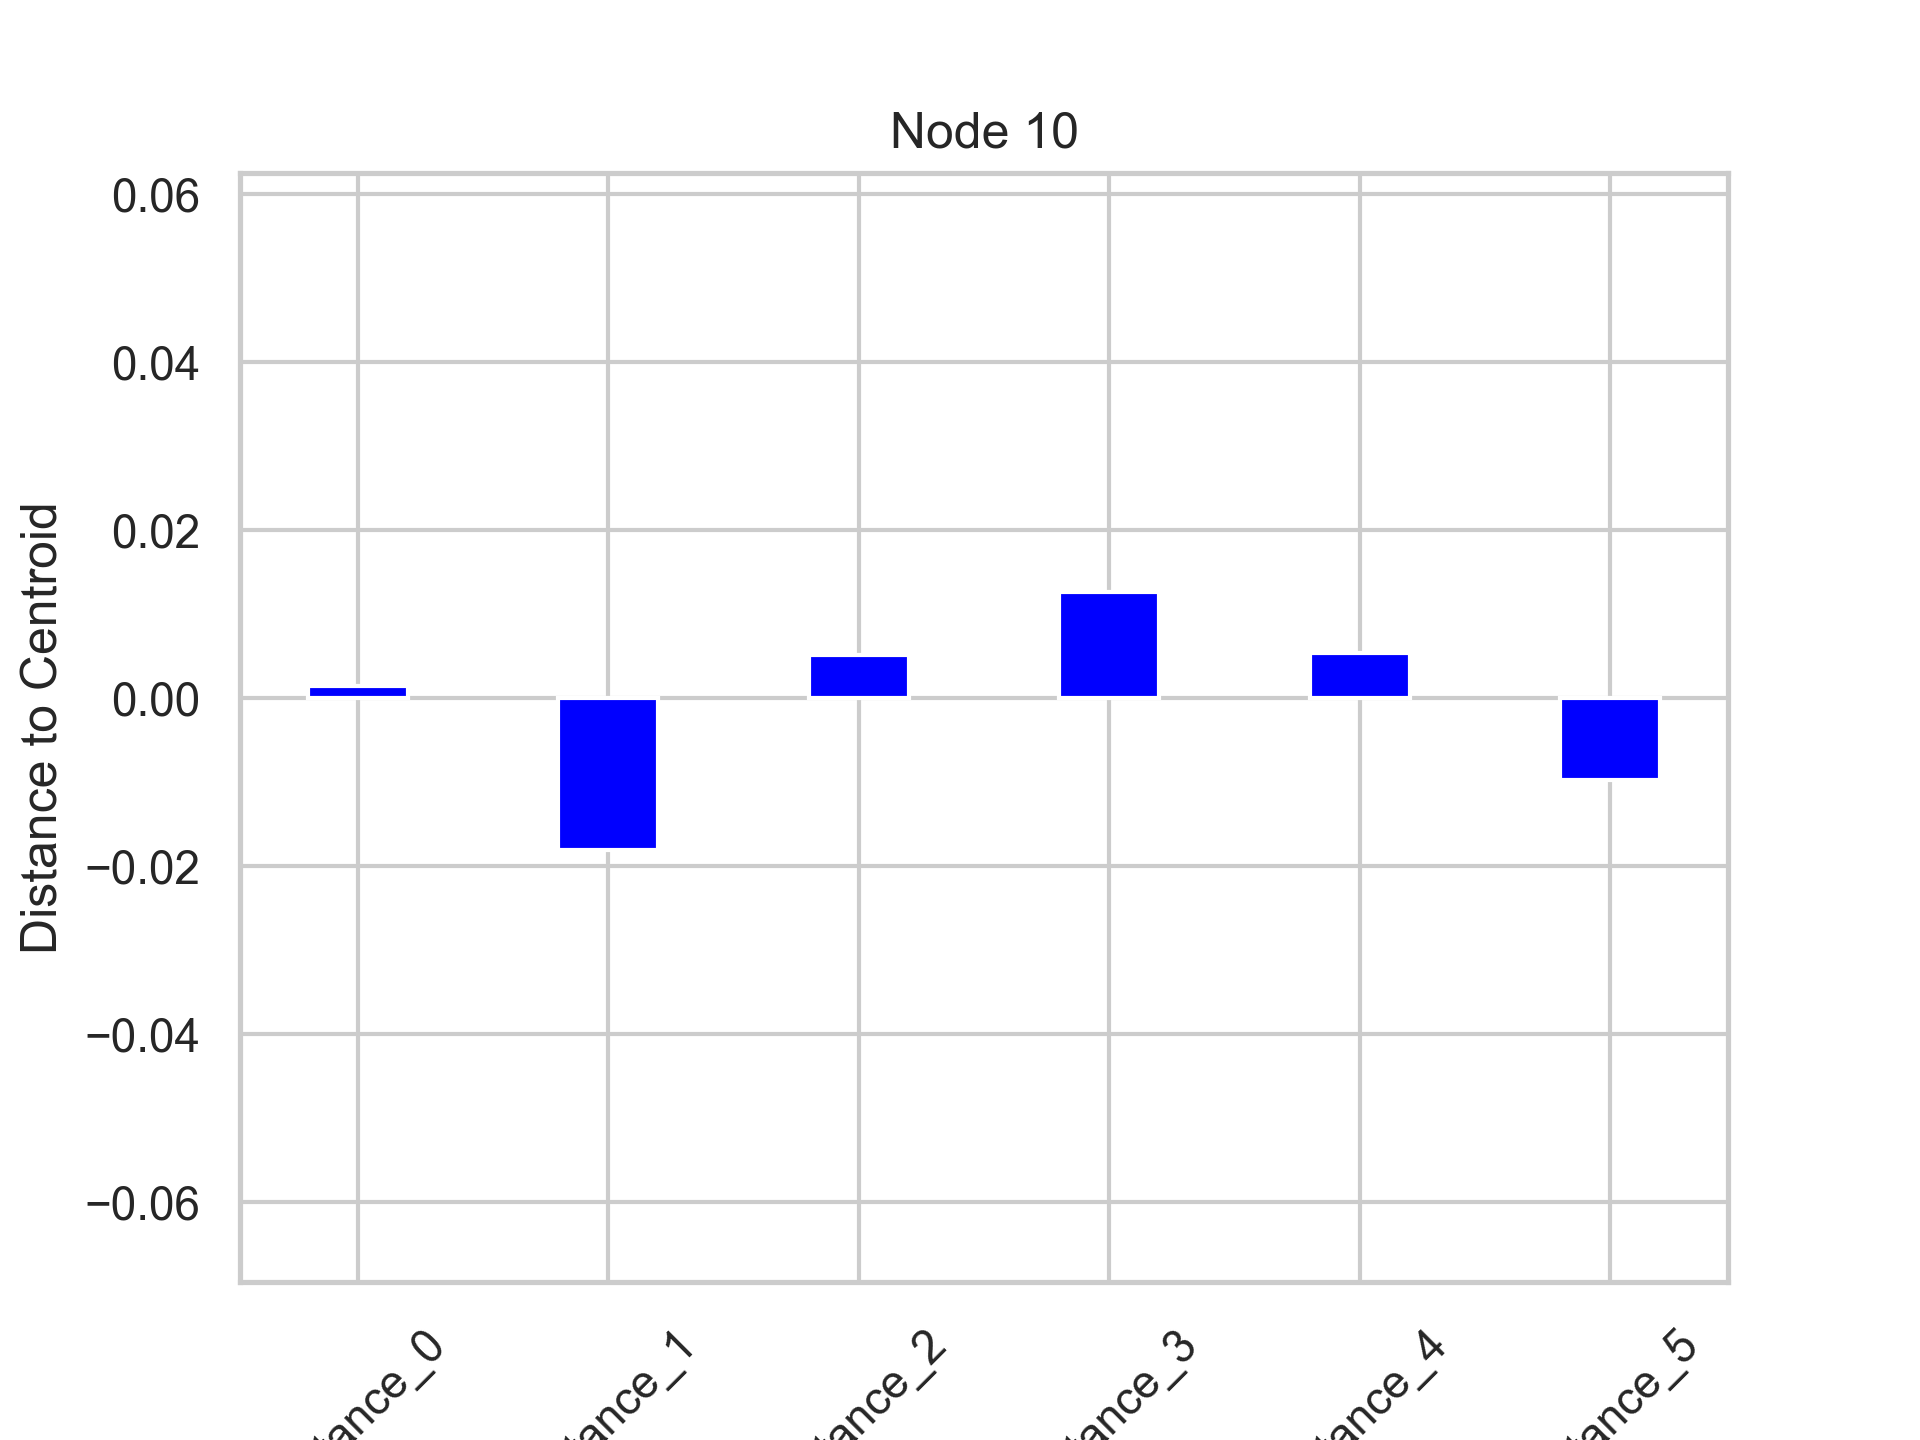 Node 10
0.06
0.04
0.02
0.00
−0.02
−0.04
−0.06
Distance to Centroid
tance_0
tance_1
tance_2
tance_3
tance_4
tance_5